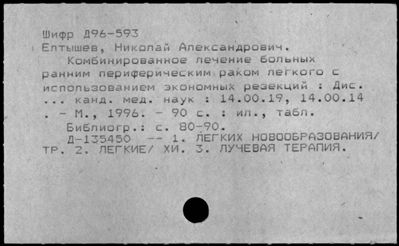 Шифр Д96-593
Елтышев, Николай Александрович.
Комбинированное лечение больных
ранним периферическим раком легкого с
использованием экономных резекций : Дис.
... канд. мед. наук : 14.00.19, 14.00.14
. - М., 1996. - 90 с. : ил., табл.
Библиогр.: с. 80-90.
Д-135450 -- 1. ЛЕГКИХ НОВООБРАЗОВАНИЯ/
ТР. 2. ЛЕГКИЕ/ ХИ. 3. ЛУЧЕВАЯ ТЕРАПИЯ.